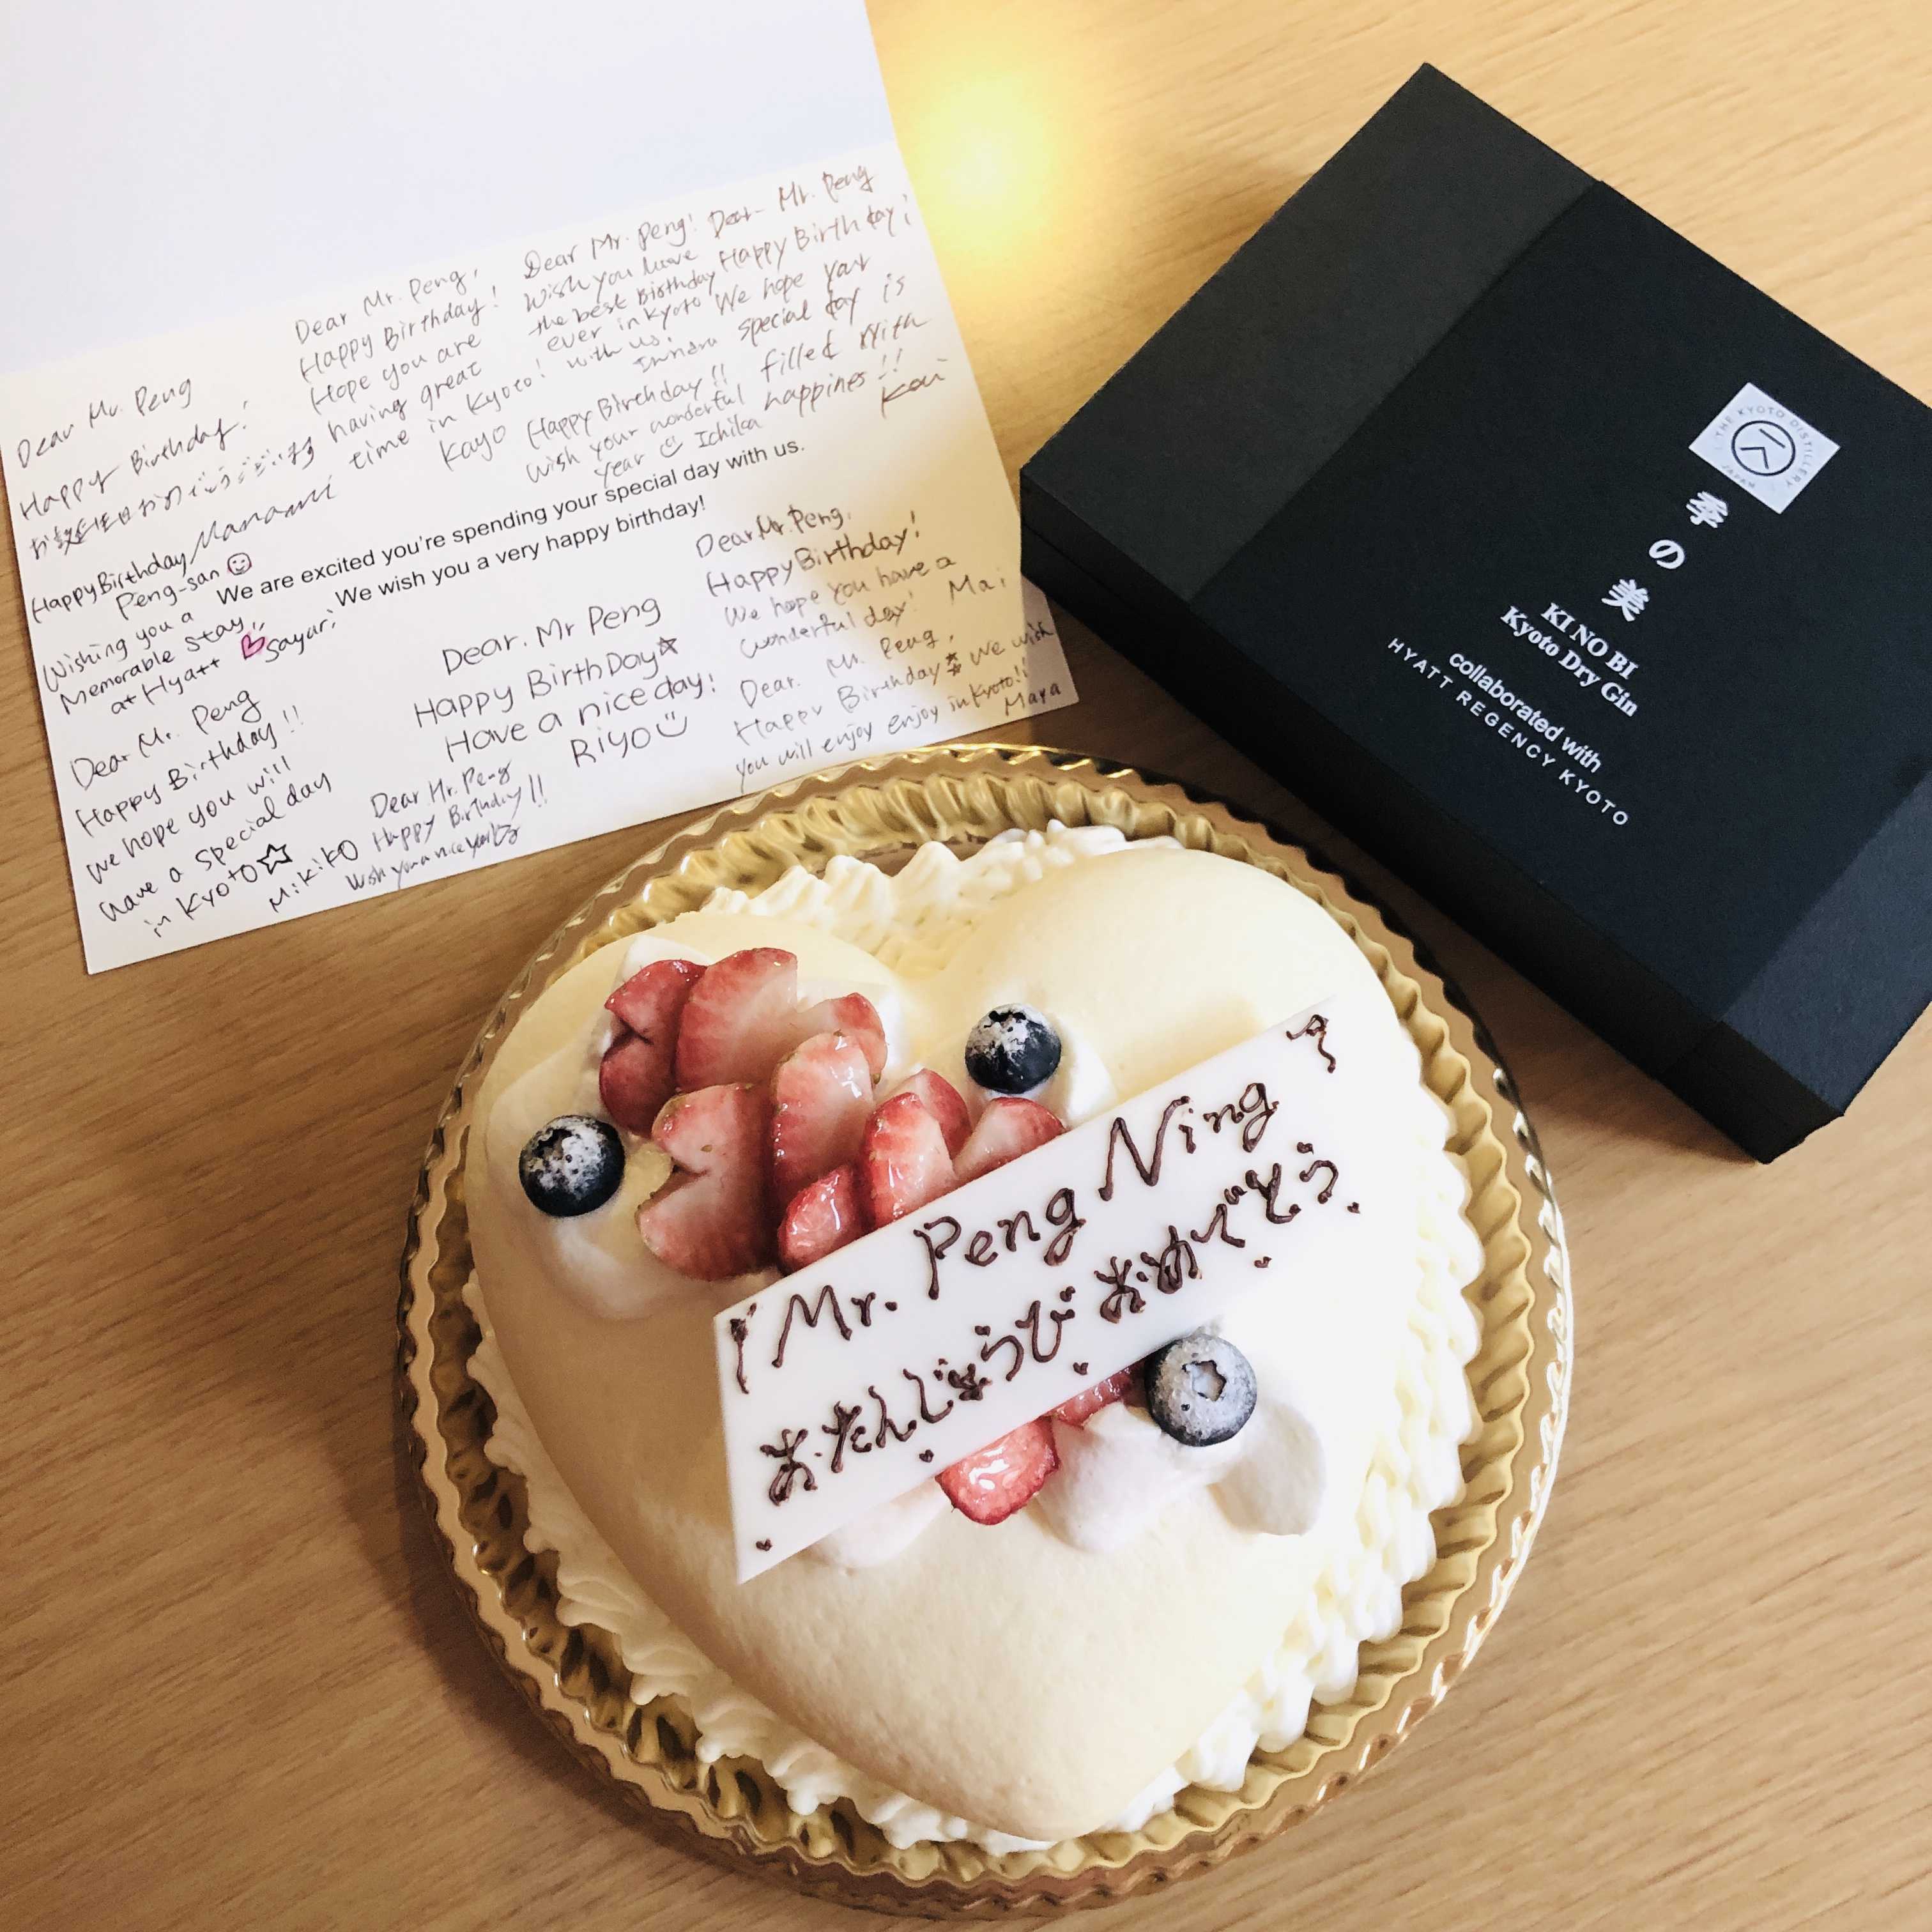 Dear Mr. Peng
Happy Birthday!
お誕生日おめでとうございます
Manami
Dear Mr. Peng,
Happy Birthday!
Hope you are
having great
time in Kyoto!
Kayo
Dear Mr. Peng!
Wish you have
the best Birthday
ever in Kyoto
with us!
Dear Mr. Peng
Happy Birthday!
We hope your
special day is
filled with
happines!!
Kai
Happy Birthday!!
Wish your wonderful
year Ichika
We are excited you're spending your special day with us.
We wish you a very happy birthday!
Happy Birthday
Peng-san
Wishing you a
Memorable Stay
at Hyatt
Sayuri
Dear Mr. Peng
Happy Birthday!!
We hope you will
have a special day
in Kyoto☆
Mikiko
Dear. Mr Peng
Happy BirthDay☆
Have a nice day!
Riyo
Dear Mr. Peng
Happy Birthday!!
Wish you a nice year
Dear Mr. Peng,
Happy Birthday!
We hope you have a
wonderful day! Mai
Dear. Mr. Peng,
Happy Birthday We wish
you will enjoy enjoy in Kyoto!!
Maya
THE KYOTO DISTILLERY
JAPAN
季の美
KI NO BI
Kyoto Dry Gin
collaborated with
HYATT REGENCY KYOTO
Mr. Peng Ning
おたんじょうび おめでとう